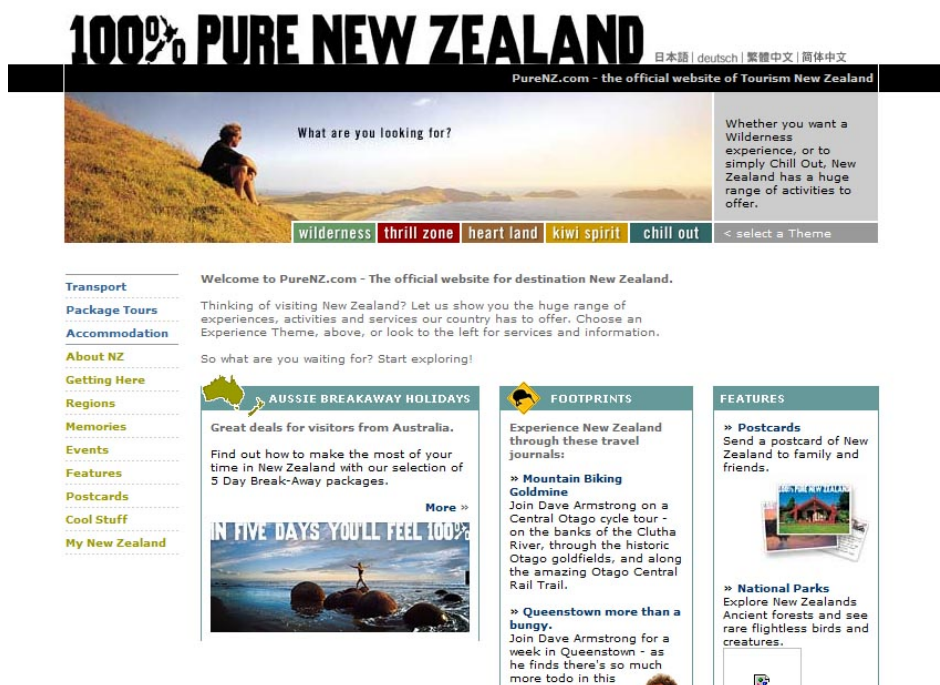 100% PURE NEW ZEALAND
日本語 | deutsch | 繁體中文 | 简体中文
PureNZ.com - the official website of Tourism New Zealand
What are you looking for?
Whether you want a
Wilderness
experience, or to
simply Chill Out, New
Zealand has a huge
range of activities to
offer.
wilderness thrill zone heart land kiwi spirit chill out
< select a Theme
Transport
Package Tours
Accommodation
About NZ
Getting Here
Regions
Memories
Events
Features
Postcards
Cool Stuff
My New Zealand
Welcome to PureNZ.com - The official website for destination New Zealand.
Thinking of visiting New Zealand? Let us show you the huge range of
experiences, activities and services our country has to offer. Choose an
Experience Theme, above, or look to the left for services and information.
So what are you waiting for? Start exploring!
AUSSIE BREAKAWAY HOLIDAYS
Great deals for visitors from Australia.
Find out how to make the most of your
time in New Zealand with our selection of
5 Day Break-Away packages.
More »
IN FIVE DAYS YOU'LL FEEL 100%
FOOTPRINTS
Experience New Zealand
through these travel
journals:
» Mountain Biking
Goldmine
Join Dave Armstrong on a
Central Otago cycle tour -
on the banks of the Clutha
River, through the historic
Otago goldfields, and along
the amazing Otago Central
Rail Trail.
» Queenstown more than a
bungy.
Join Dave Armstrong for a
week in Queenstown - as
he finds there's so much
more todo in this
FEATURES
» Postcards
Send a postcard of New
Zealand to family and
friends.
100% PURE NEW ZEALAND
» National Parks
Explore New Zealands
Ancient forests and see
rare flightless birds and
creatures.